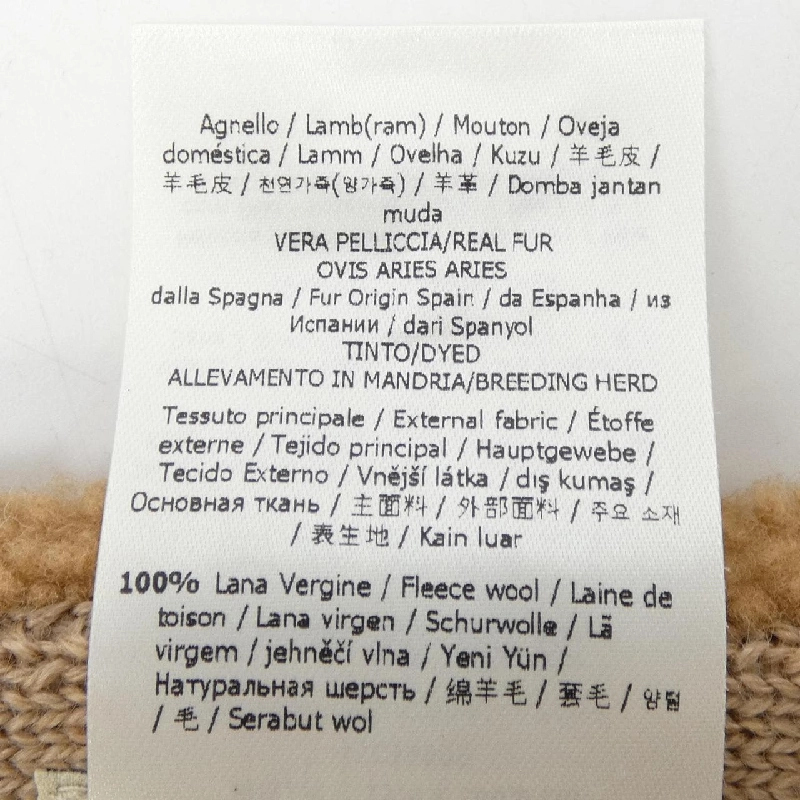 Agnello / Lamb(ram) / Mouton / Oveja
doméstica / Lamm / Ovelha / Kuzu / 羊毛皮 /
羊毛皮 / 천연가죽(양가죽) / 羊革 / Domba jantan
muda
VERA PELLICCIA/REAL FUR
OVIS ARIES ARIES
dalla Spagna / Fur Origin Spain / da Espanha / из
Испании / dari Spanyol
TINTO/DYED
ALLEVAMENTO IN MANDRIA/BREEDING HERD
Tessuto principale / External fabric / Étoffe
externe / Tejido principal / Hauptgewebe /
Tecido Externo / Vnější látka / dış kumaş /
Основная ткань / 主面料 / 外部面料 / 주요 소재
/ 表生地 / Kain luar
100% Lana Vergine / Fleece wool / Laine de
toison / Lana virgen / Schurwolle / Lã
virgem / jehněčí vlna / Yeni Yün /
Натуральная шерсть / 绵羊毛 / 套毛 / 양털
/ 毛 / Serabut wol